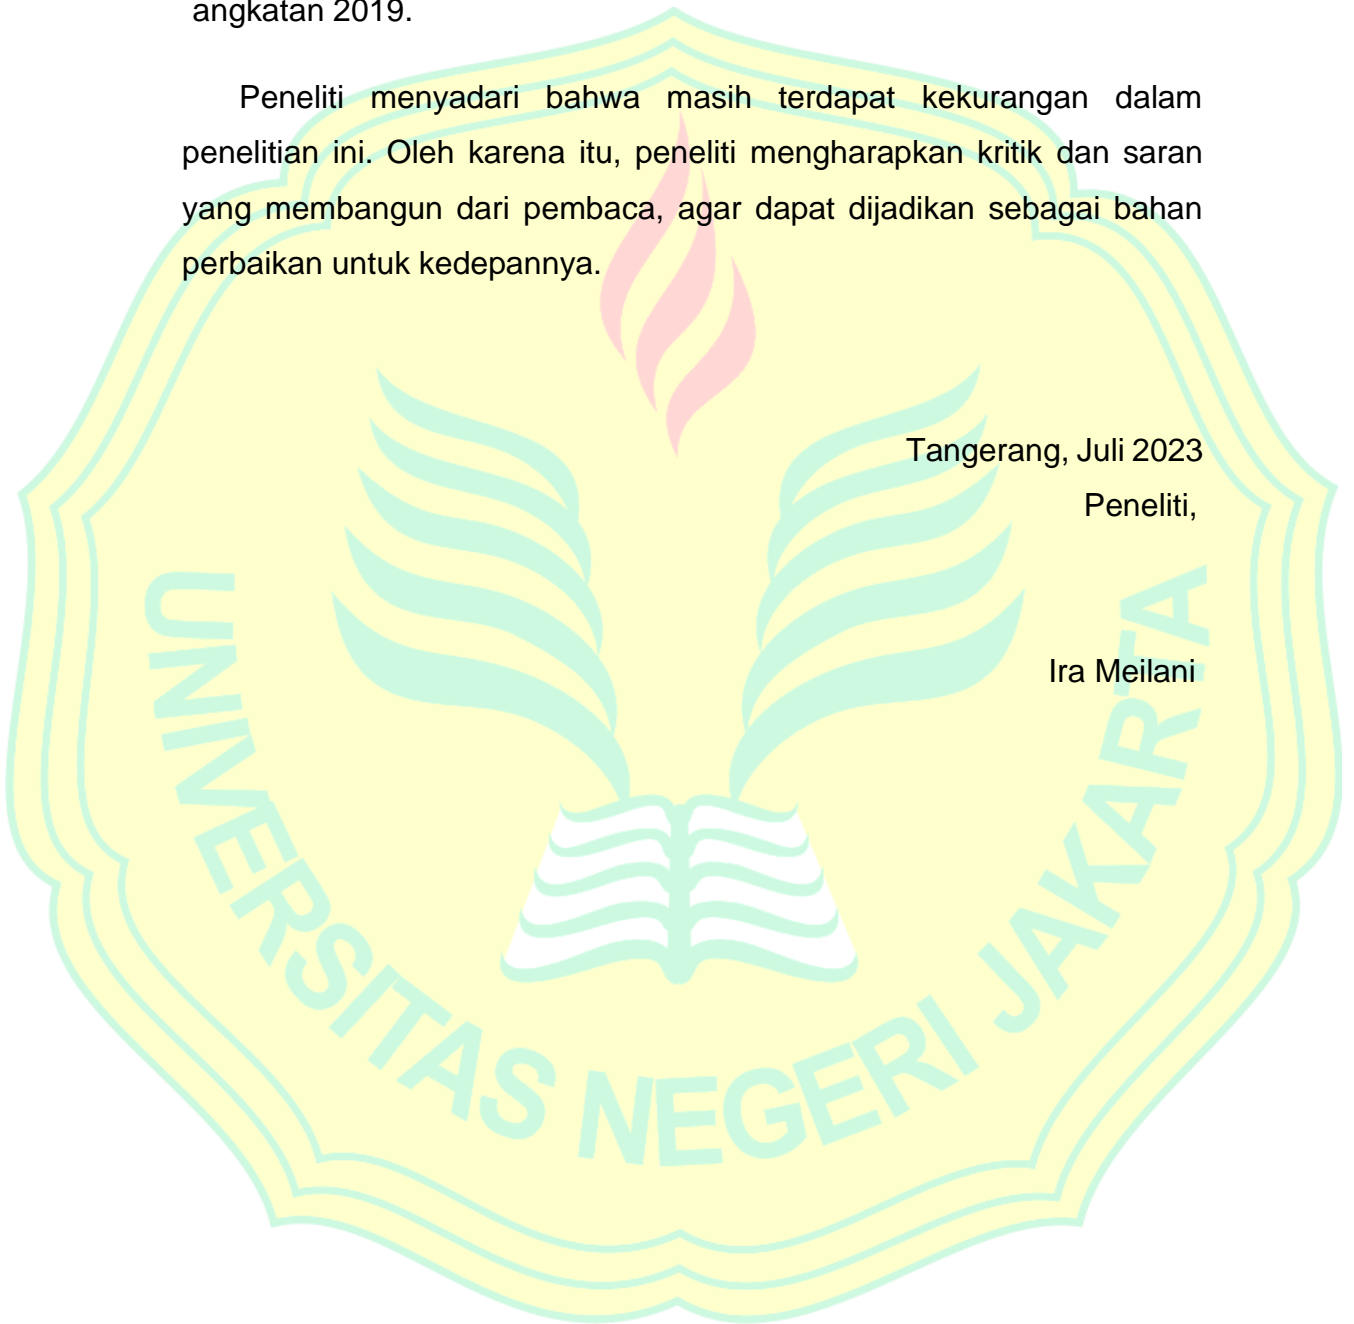 angkatan 2019.
Peneliti menyadari bahwa masih terdapat kekurangan dalam
penelitian ini. Oleh karena itu, peneliti mengharapkan kritik dan saran
yang membangun dari pembaca, agar dapat dijadikan sebagai bahan
perbaikan untuk kedepannya.
Tangerang, Juli 2023
Peneliti,
Ira Meilani
UNIVERSITAS NEGERI JAKARTA